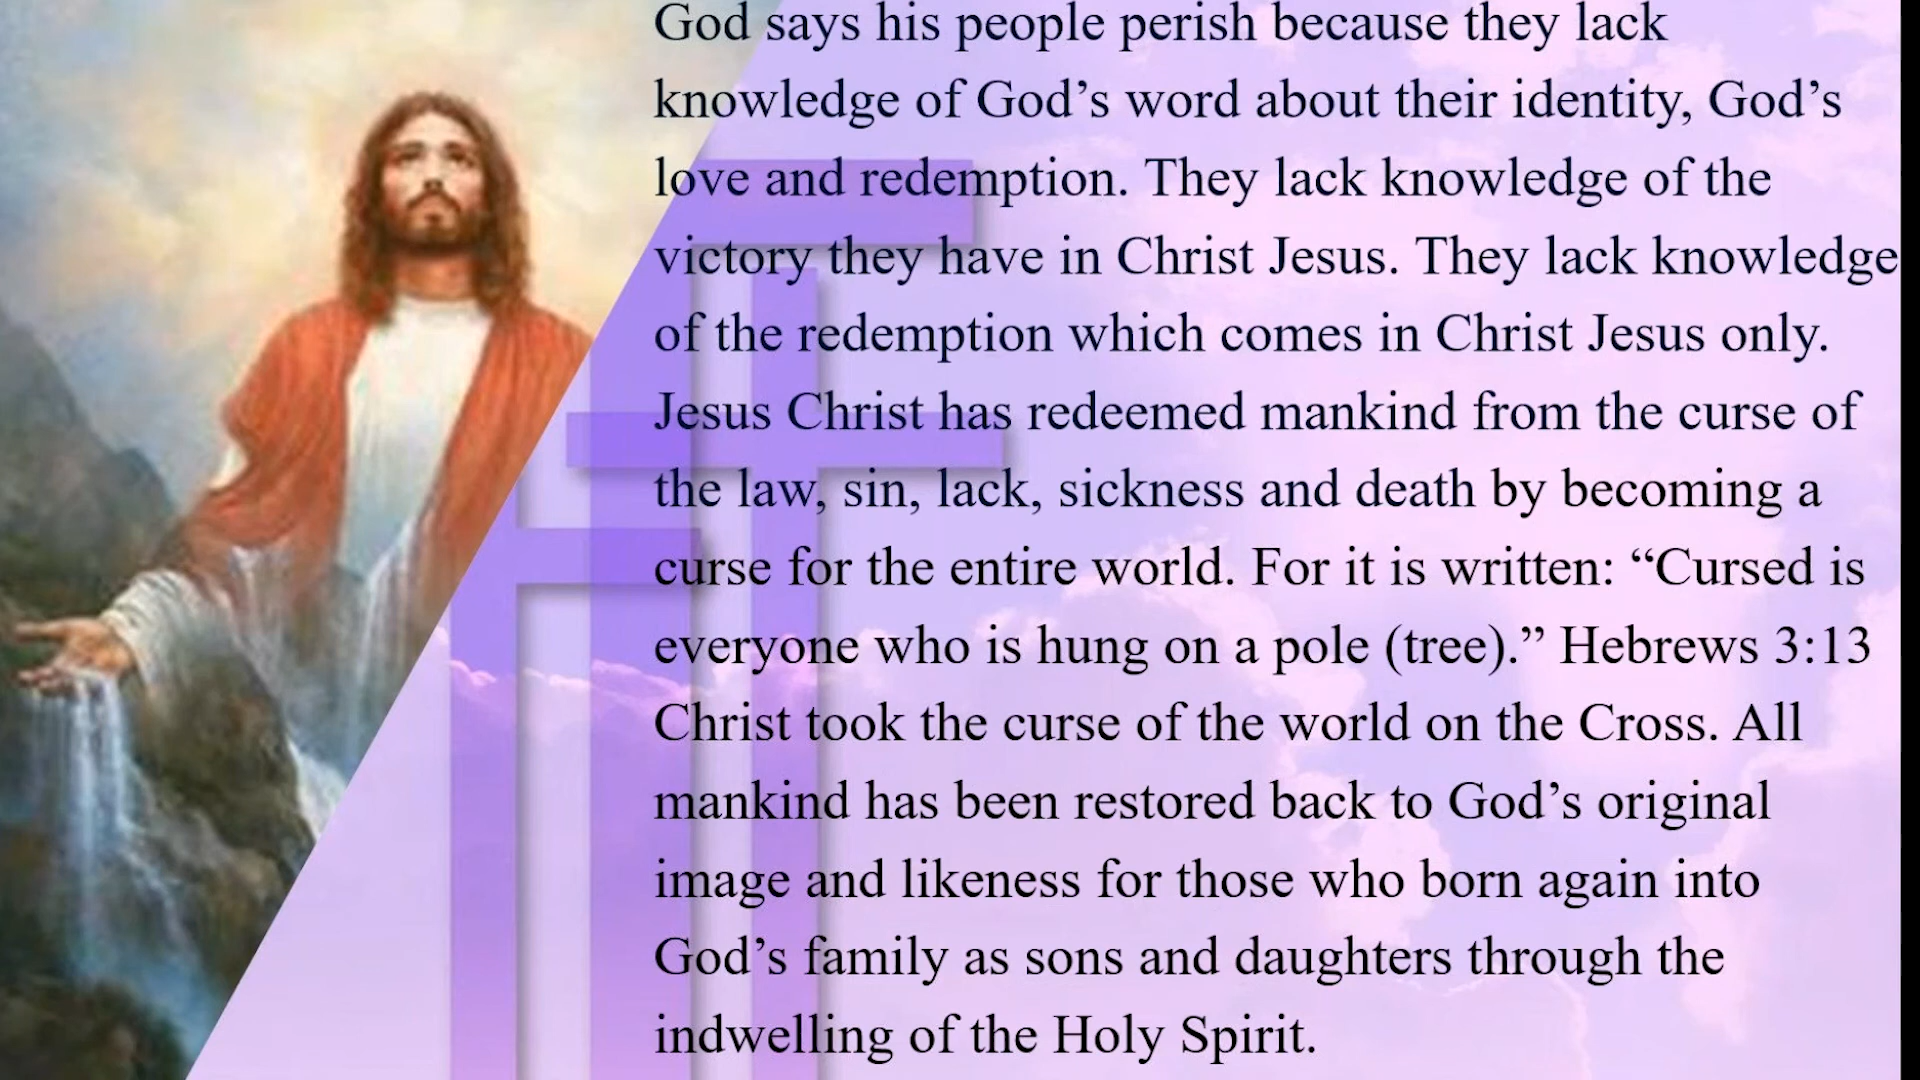 God says his people perish because they lack
knowledge of God’s word about their identity, God’s
love and redemption. They lack knowledge of the
victory they have in Christ Jesus. They lack knowledge
of the redemption which comes in Christ Jesus only.
Jesus Christ has redeemed mankind from the curse of
the law, sin, lack, sickness and death by becoming a
curse for the entire world. For it is written: “Cursed is
everyone who is hung on a pole (tree).” Hebrews 3:13
Christ took the curse of the world on the Cross. All
mankind has been restored back to God’s original
image and likeness for those who born again into
God’s family as sons and daughters through the
indwelling of the Holy Spirit.